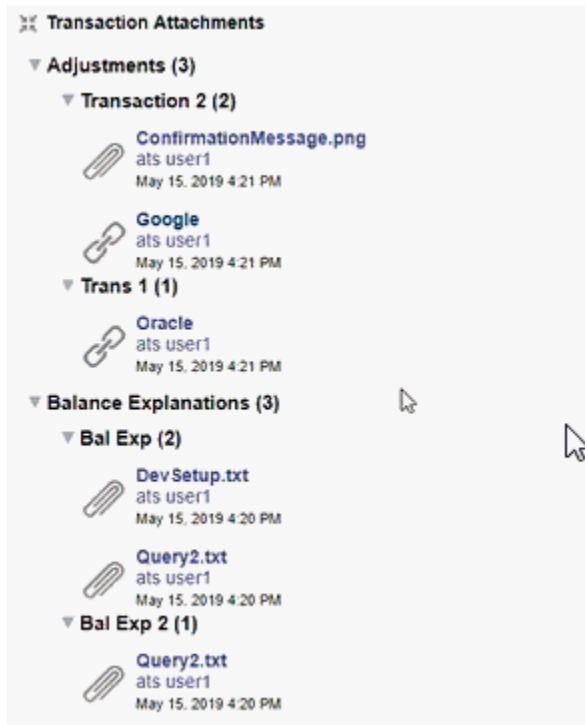 Transaction Attachments
Adjustments (3)
Transaction 2 (2)
ConfirmationMessage.png
ats user1
May 15, 2019 4:21 PM
Google
ats user1
May 15, 2019 4:21 PM
Trans 1 (1)
Oracle
ats user1
May 15, 2019 4:21 PM
Balance Explanations (3)
Bal Exp (2)
DevSetup.txt
ats user1
May 15, 2019 4:20 PM
Query2.txt
ats user1
May 15, 2019 4:20 PM
Bal Exp 2 (1)
Query2.txt
ats user1
May 15, 2019 4:20 PM